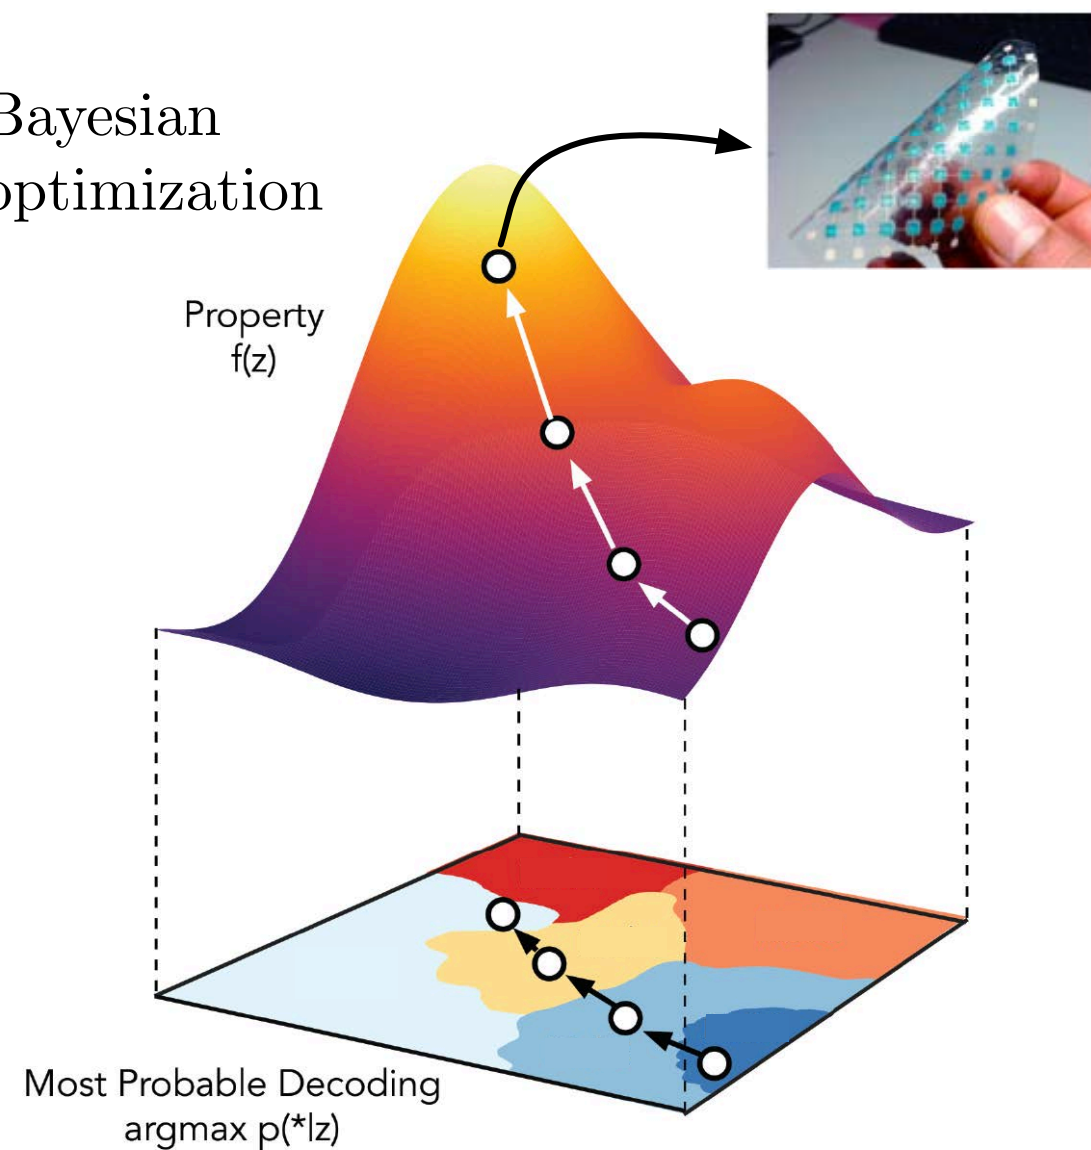 Bayesian
optimization
Property
f(z)
Most Probable Decoding
argmax p(*|z)